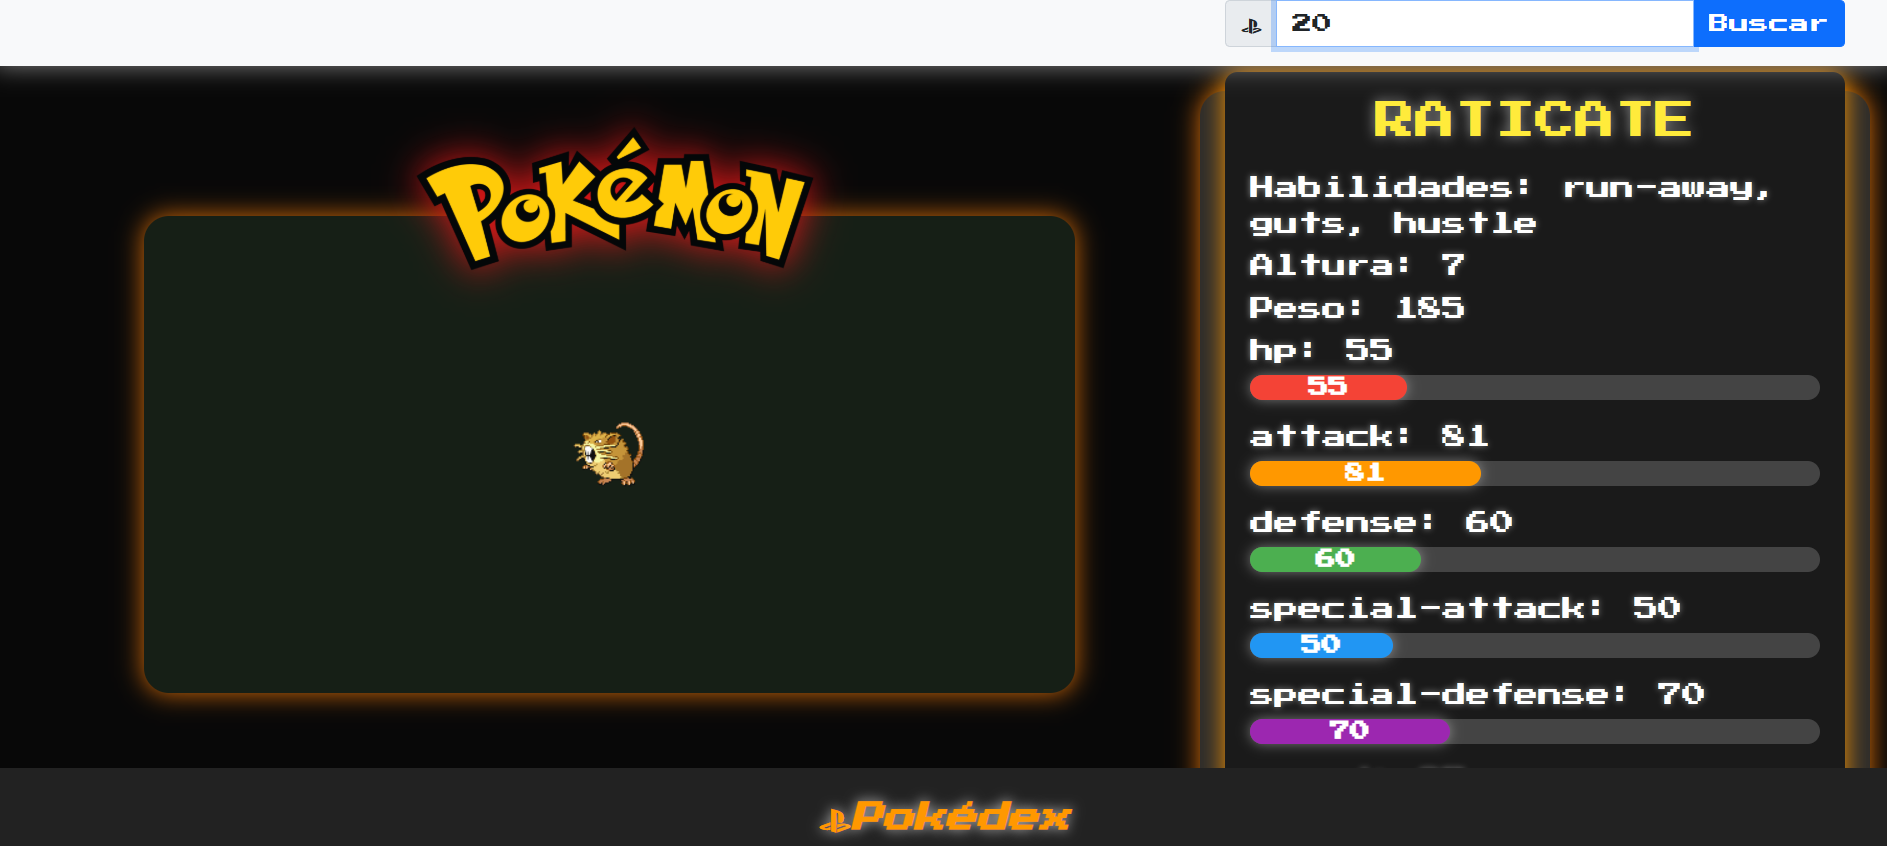 20
Buscar
Pokémon
RATICATE
Habilidades: run-away,
guts, hustle
Altura: 7
Peso: 185
hp: 55
55
attack: 81
81
defense: 60
60
special-attack: 50
50
special-defense: 70
70
Pokédex